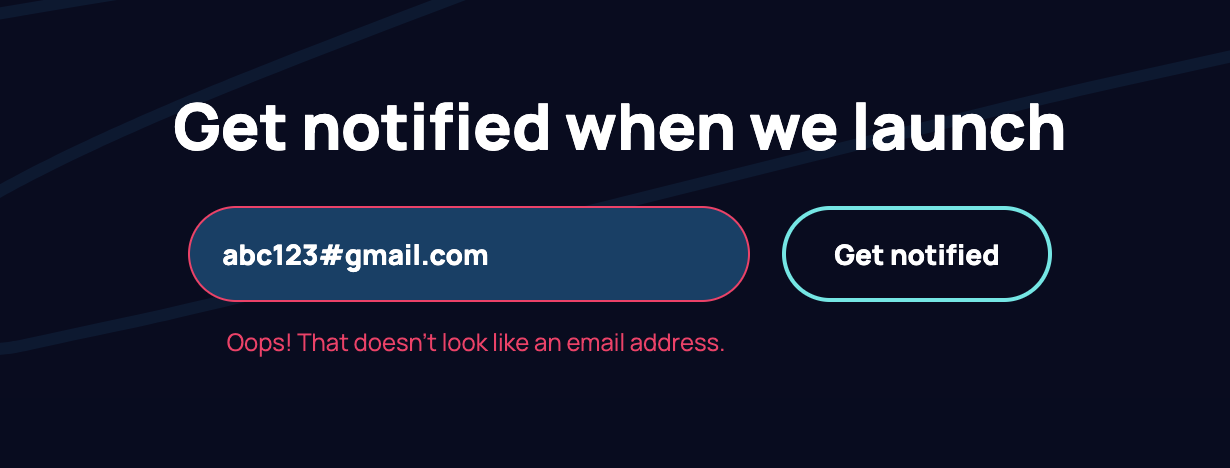 Get notified when we launch
abc123#gmail.com
Get notified
Oops! That doesn’t look like an email address.